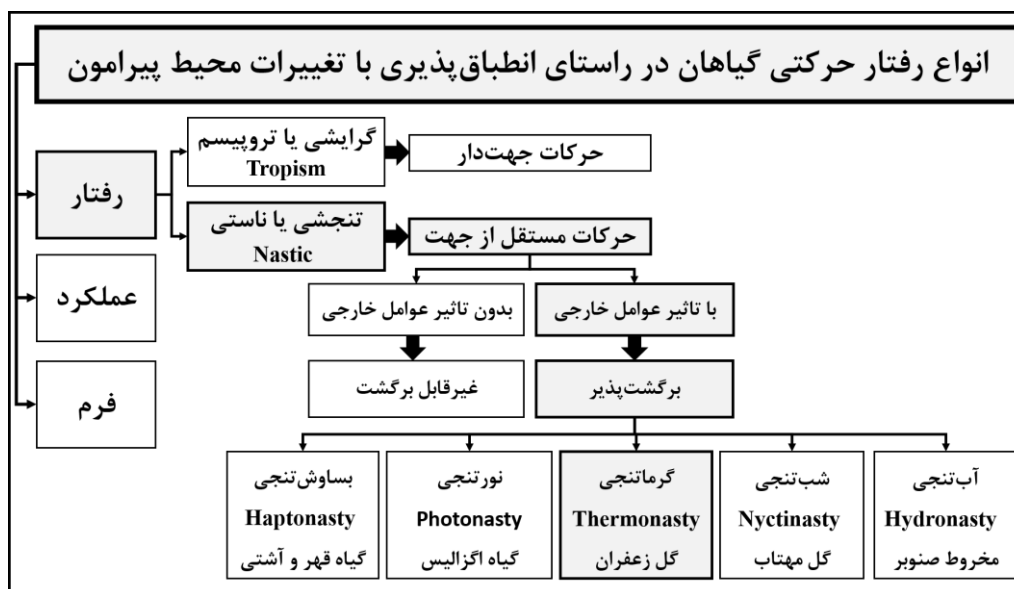 انواع رفتار حرکتی گیاهان در راستای انطباق‌پذیری با تغییرات محیط پیرامون
رفتار
عملکرد
فرم
گرایشی یا تروپیسم
Tropism
حرکات جهت‌دار
تنجشی یا ناستی
Nastic
حرکات مستقل از جهت
با تاثیر عوامل خارجی
بدون تاثیر عوامل خارجی
برگشت‌پذیر
غیرقابل برگشت
آب‌تنجی
Hydronasty
مخروط صنوبر
شب‌تنجی
Nyctinasty
گل مهتاب
گرماتنجی
Thermonasty
گل زعفران
نورتنجی
Photonasty
گیاه اگزالیس
بساوش‌تنجی
Haptonasty
گیاه قهر و آشتی